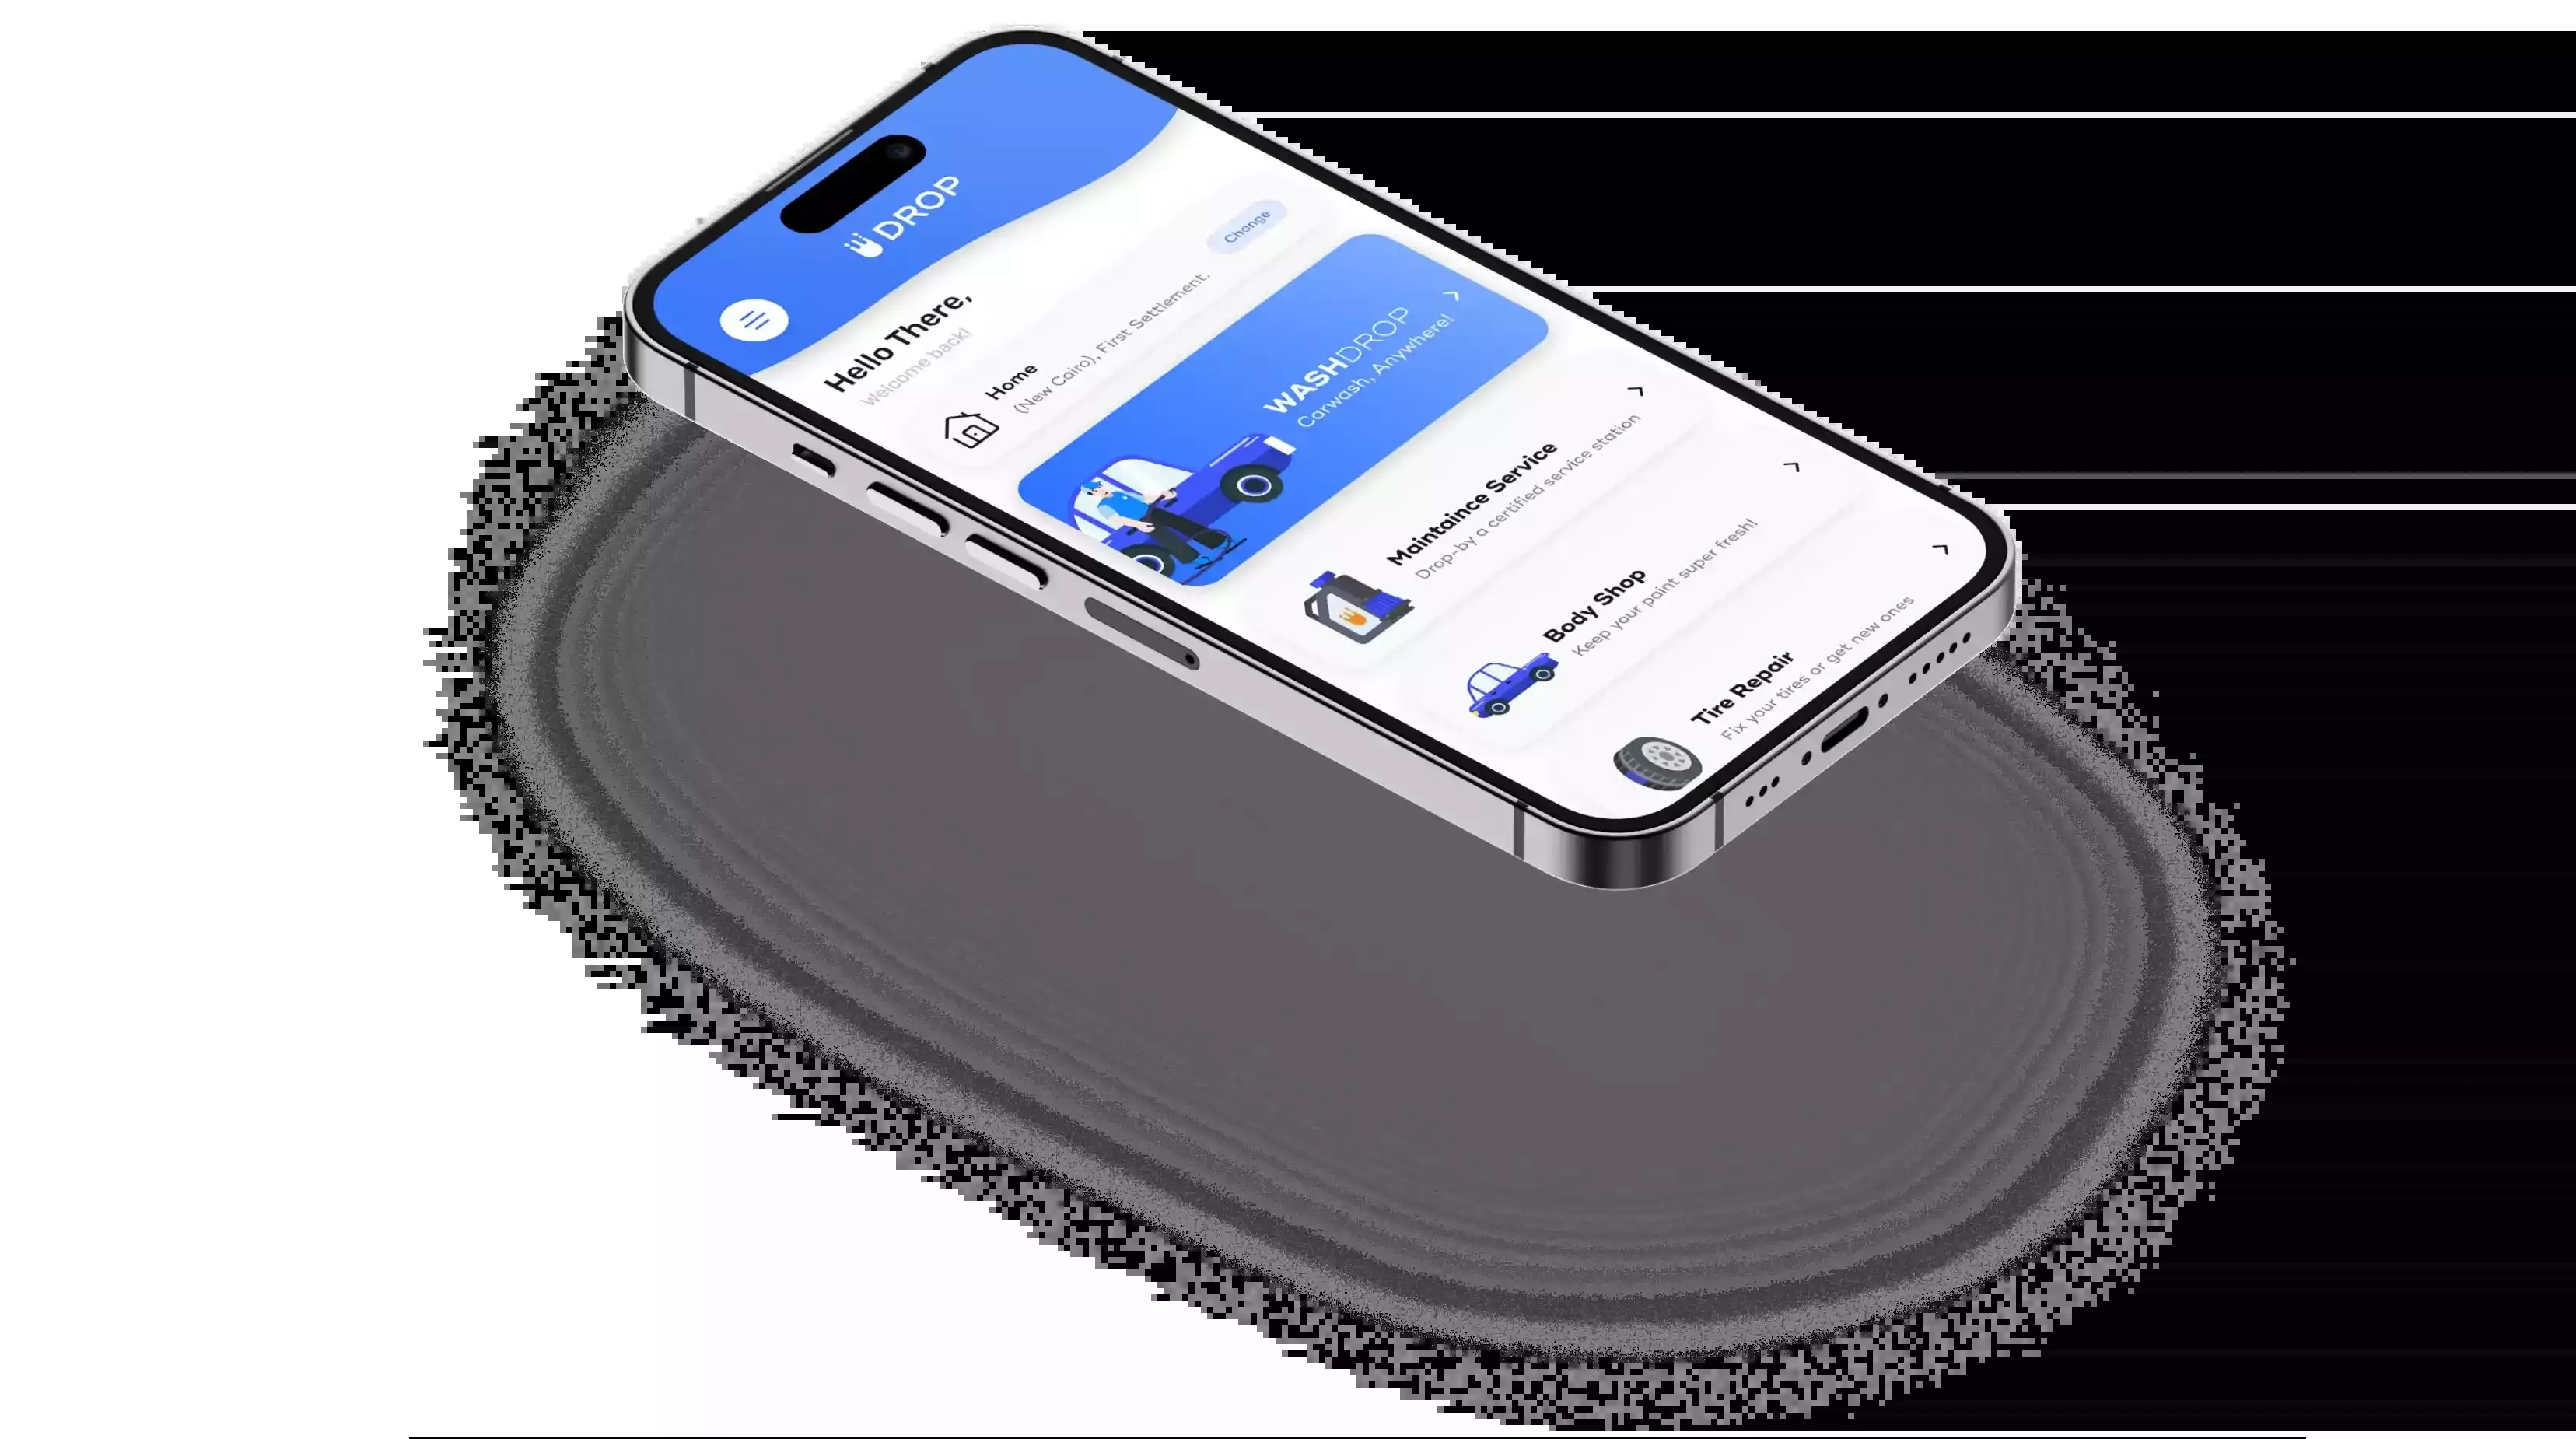 DROP
Hello There,
Welcome back!
Home
(New Cairo), First Settlement.
Change
WASHDROP
Carwash, Anywhere!
Maintaince Service
Drop-by a certified service station
Body Shop
Keep your paint super fresh!
Tire Repair
Fix your tires or get new ones